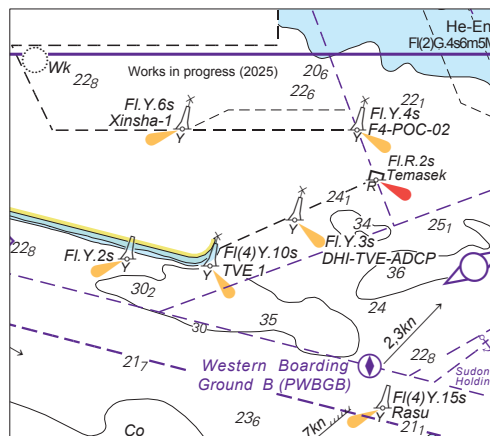 He-En
Fl(2)G.4s6m5M
Wk
Works in progress (2025)
20₆
22₈
22₆
22₁
Fl.Y.6s
Xinsha-1
Y
Fl.Y.4s
F4-POC-02
Y
Fl.R.2s
Temasek
R
24₁
34
25₁
Y
Fl.Y.3s
DHI-TVE-ADCP
22₈
Fl.Y.2s
Y
Fl(4)Y.10s
TVE 1
Y
36
30₂
24
30
35
2.3kn
21₇
Western Boarding
Ground B (PWBGB)
22₈
Sudon
Holdin
Fl(4)Y.15s
Rasu
Y
23₆
7kn
21₁
Co